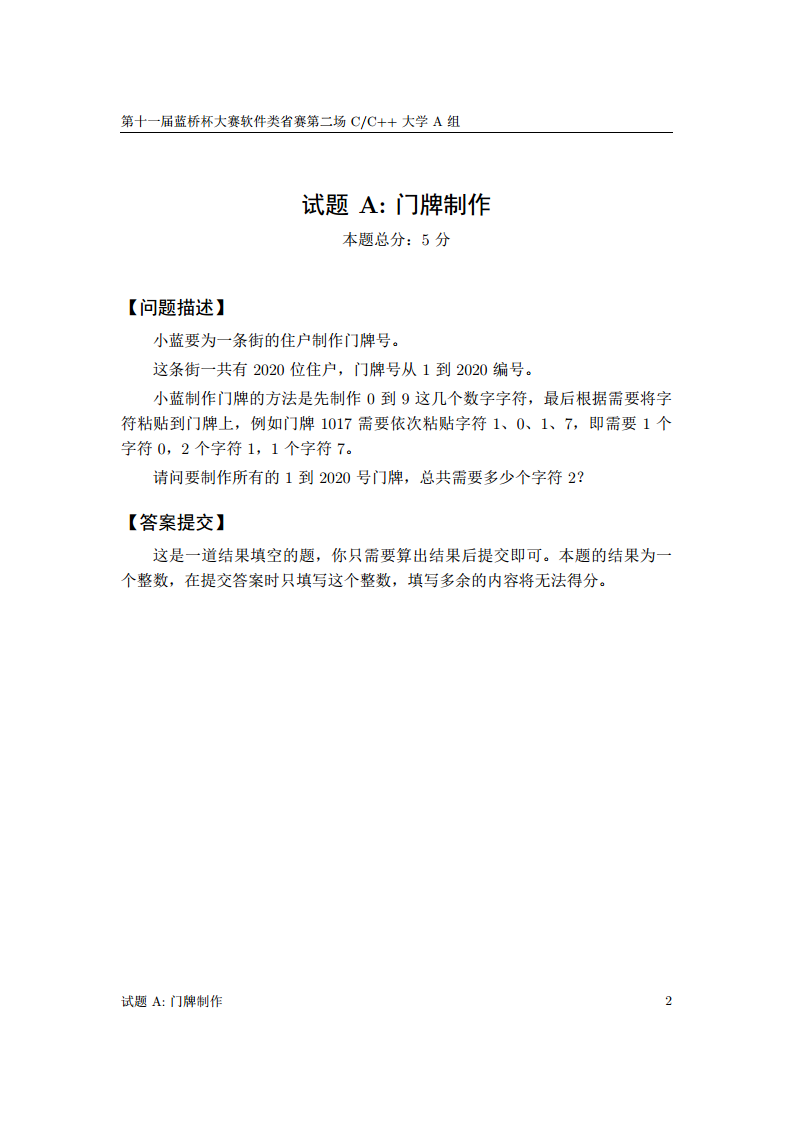 第十一届蓝桥杯大赛软件类省赛第二场 C/C++ 大学 A 组
试题 A: 门牌制作
本题总分：5 分
【问题描述】
小蓝要为一条街的住户制作门牌号。
这条街一共有 2020 位住户，门牌号从 1 到 2020 编号。
小蓝制作门牌的方法是先制作 0 到 9 这几个数字字符，最后根据需要将字
符粘贴到门牌上，例如门牌 1017 需要依次粘贴字符 1、0、1、7，即需要 1 个
字符 0，2 个字符 1，1 个字符 7。
请问要制作所有的 1 到 2020 号门牌，总共需要多少个字符 2？
【答案提交】
这是一道结果填空的题，你只需要算出结果后提交即可。本题的结果为一
个整数，在提交答案时只填写这个整数，填写多余的内容将无法得分。
试题 A: 门牌制作 2